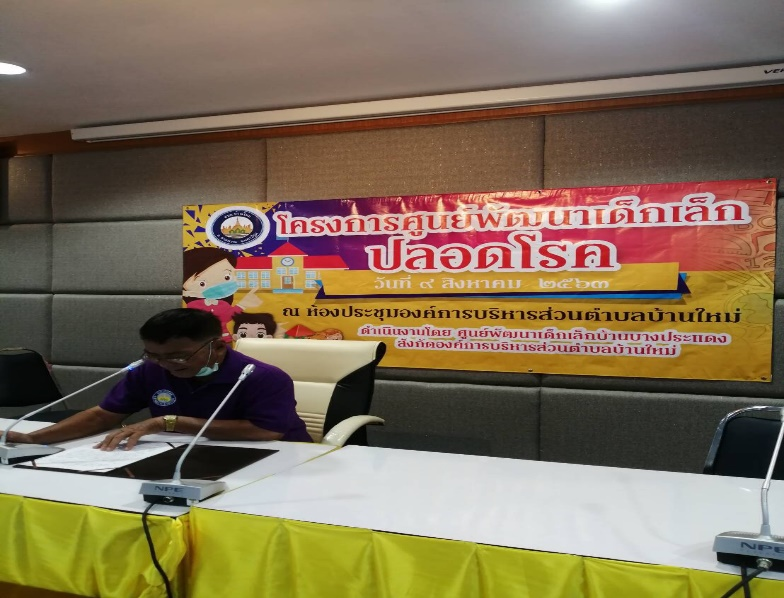 โครงการศูนย์พัฒนาเด็กเล็ก
ปลอดโรค
วันที่ ๙ สิงหาคม ๒๕๖๓
ณ ห้องประชุมองค์การบริหารส่วนตำบลบ้านใหม่
ดำเนินงานโดย ศูนย์พัฒนาเด็กเล็กบ้านบางประแดง
สังกัดองค์การบริหารส่วนตำบลบ้านใหม่
NPE
NPE